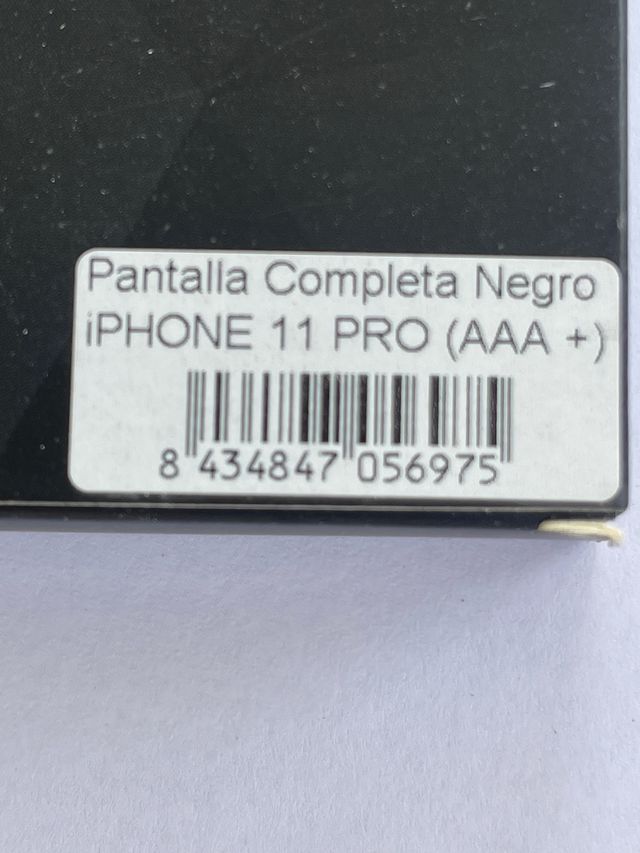 Pantalla Completa Negro
iPHONE 11 PRO (AAA +)
8 434847 056975